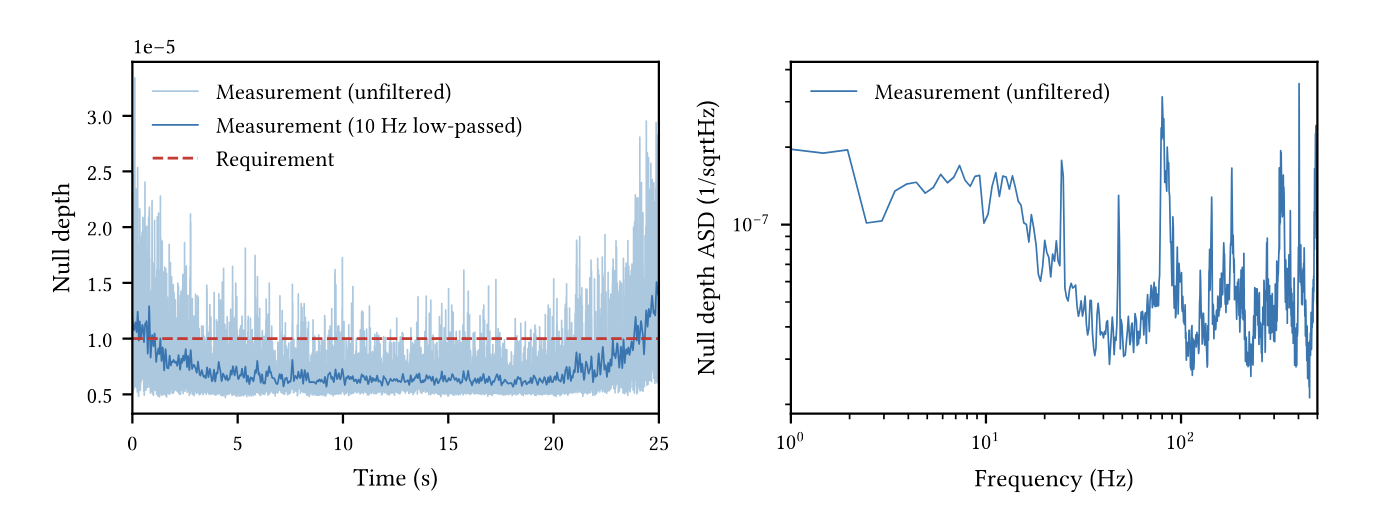 1e−5
Null depth
3.0
2.5
2.0
1.5
1.0
0.5
Measurement (unfiltered)
Measurement (10 Hz low-passed)
Requirement
0 5 10 15 20 25
Time (s)
Null depth ASD (1/sqrtHz)
10⁻⁷
Measurement (unfiltered)
10⁰ 10¹ 10²
Frequency (Hz)